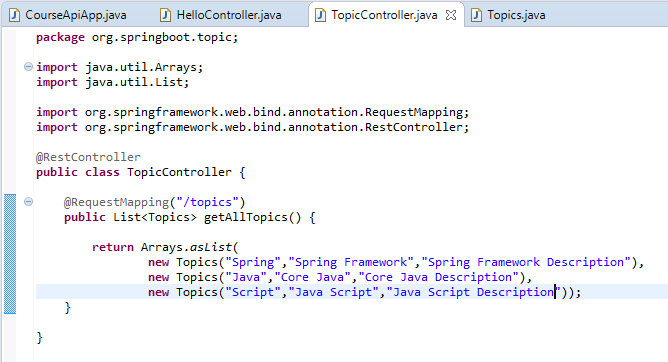 CourseApiApp.java HelloController.java TopicController.java Topics.java
package org.springboot.topic;
import java.util.Arrays;
import java.util.List;
import org.springframework.web.bind.annotation.RequestMapping;
import org.springframework.web.bind.annotation.RestController;
@RestController
public class TopicController {
@RequestMapping("/topics")
public List<Topics> getAllTopics() {
return Arrays.asList(
new Topics("Spring","Spring Framework","Spring Framework Description"),
new Topics("Java","Core Java","Core Java Description"),
new Topics("Script","Java Script","Java Script Description"));
}
}